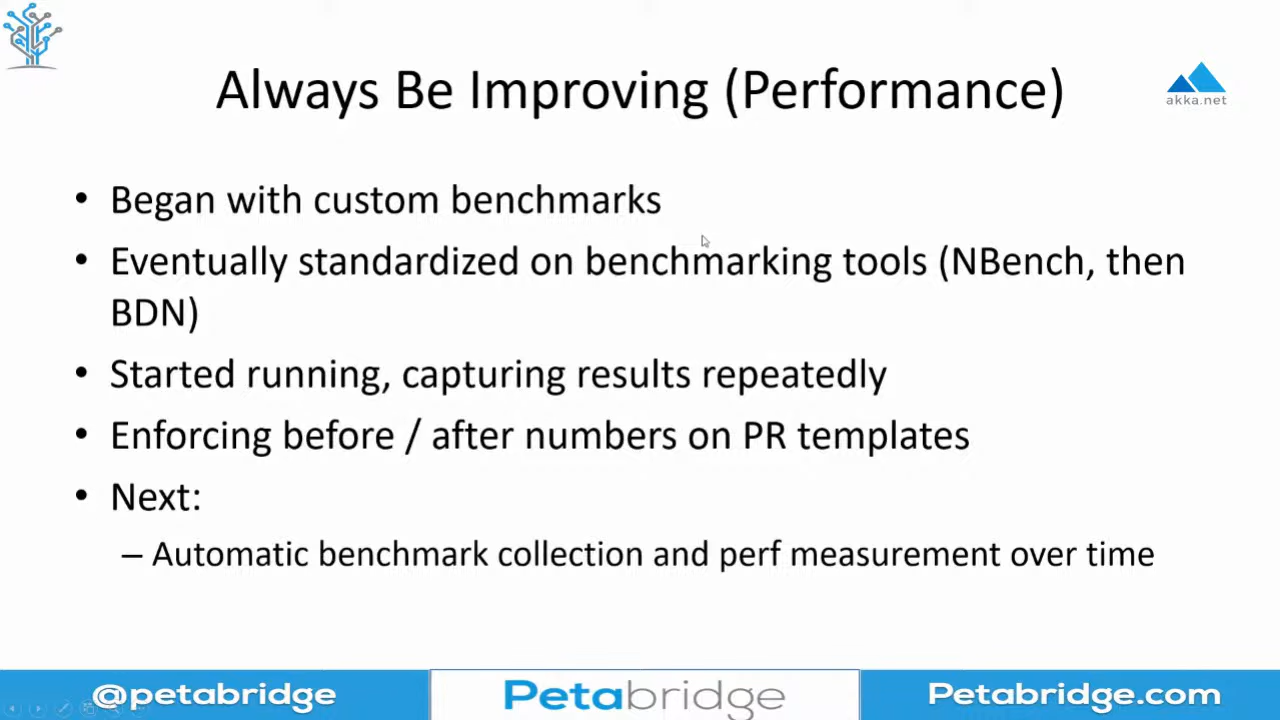 Always Be Improving (Performance)
akka.net
• Began with custom benchmarks
• Eventually standardized on benchmarking tools (NBench, then
BDN)
• Started running, capturing results repeatedly
• Enforcing before / after numbers on PR templates
• Next:
– Automatic benchmark collection and perf measurement over time
@petabridge
Petabridge
Petabridge.com